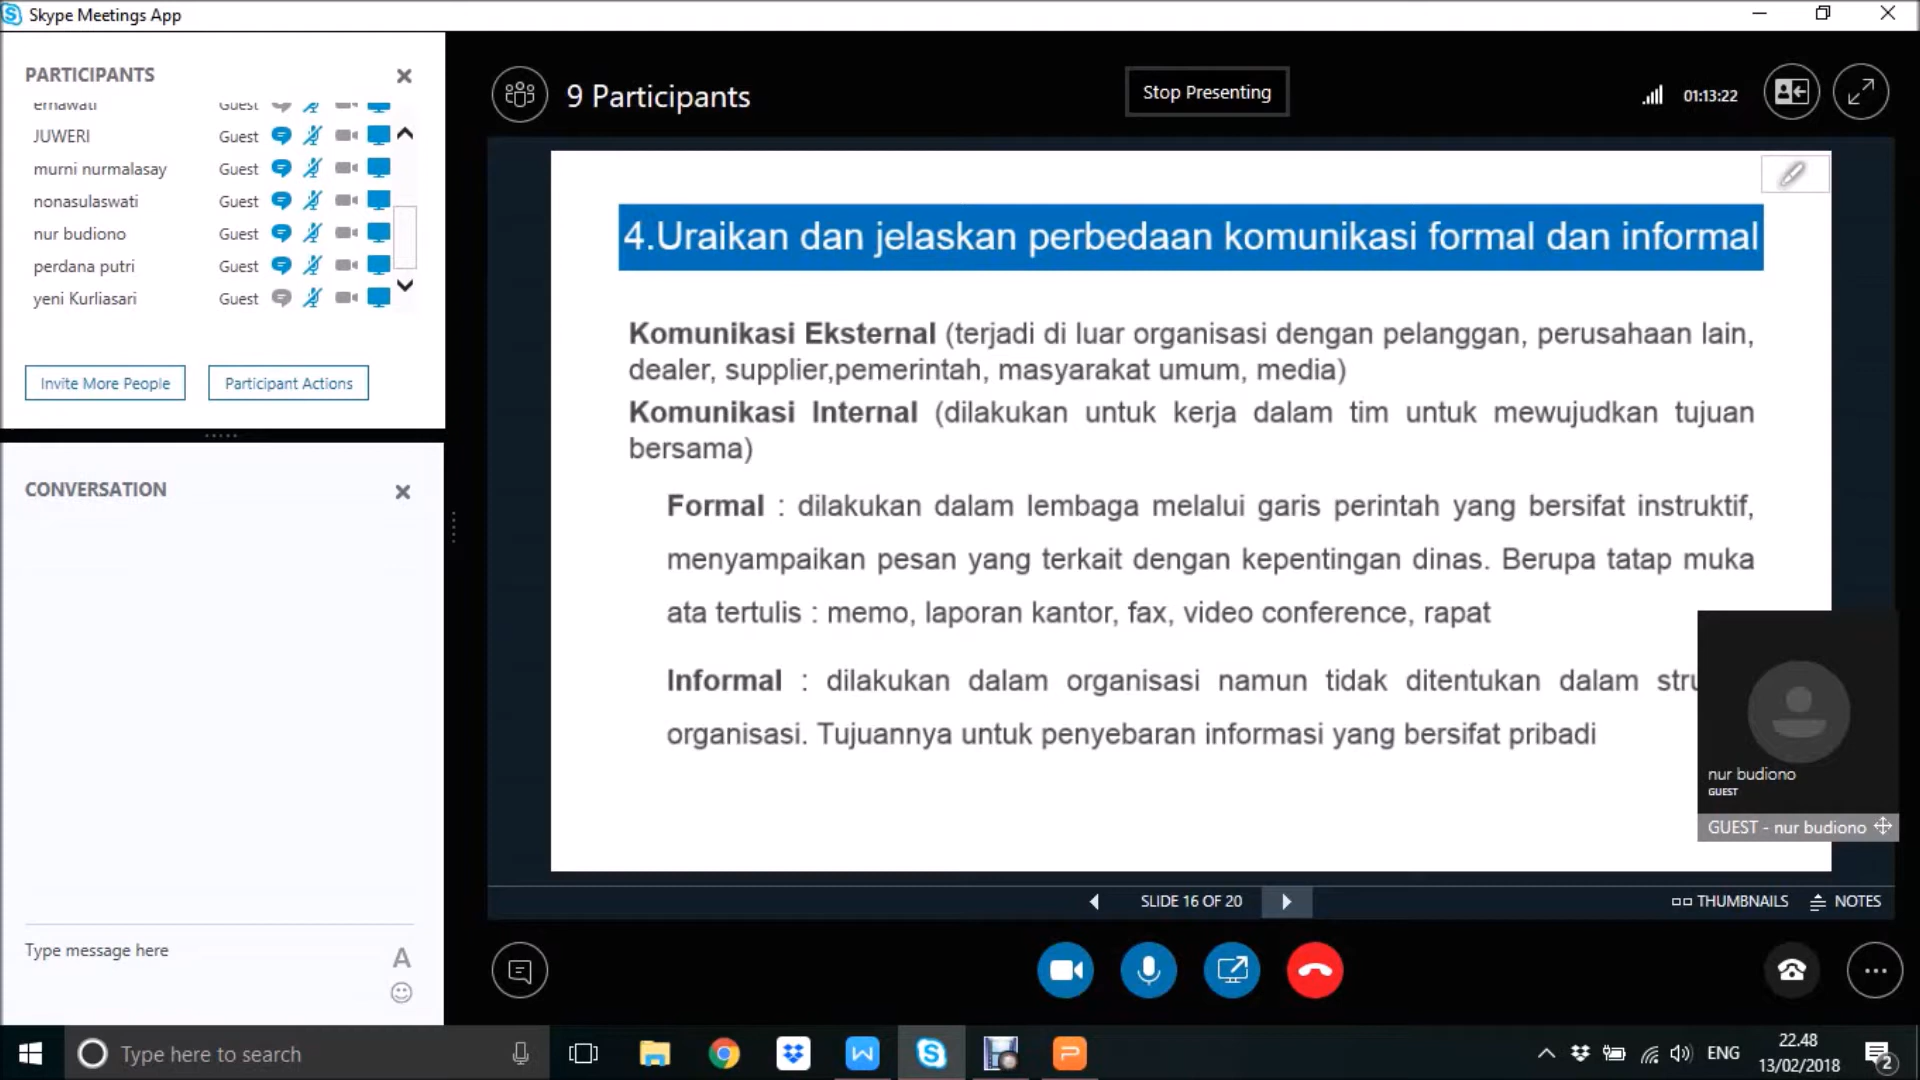 Skype Meetings App
PARTICIPANTS
ernawati Guest
JUWERI Guest
murni nurmalasay Guest
nonasulaswati Guest
nur budiono Guest
perdana putri Guest
yeni Kurliasari Guest
Invite More People Participant Actions
CONVERSATION
Type message here
A
9 Participants
Stop Presenting
01:13:22
4.Uraikan dan jelaskan perbedaan komunikasi formal dan informal
Komunikasi Eksternal (terjadi di luar organisasi dengan pelanggan, perusahaan lain,
dealer, supplier,pemerintah, masyarakat umum, media)
Komunikasi Internal (dilakukan untuk kerja dalam tim untuk mewujudkan tujuan
bersama)
Formal : dilakukan dalam lembaga melalui garis perintah yang bersifat instruktif,
menyampaikan pesan yang terkait dengan kepentingan dinas. Berupa tatap muka
ata tertulis : memo, laporan kantor, fax, video conference, rapat
Informal : dilakukan dalam organisasi namun tidak ditentukan dalam
organisasi. Tujuannya untuk penyebaran informasi yang bersifat pribadi
nur budiono
GUEST
GUEST - nur budiono
SLIDE 16 OF 20
THUMBNAILS NOTES
Type here to search
ENG
22.48
13/02/2018
2